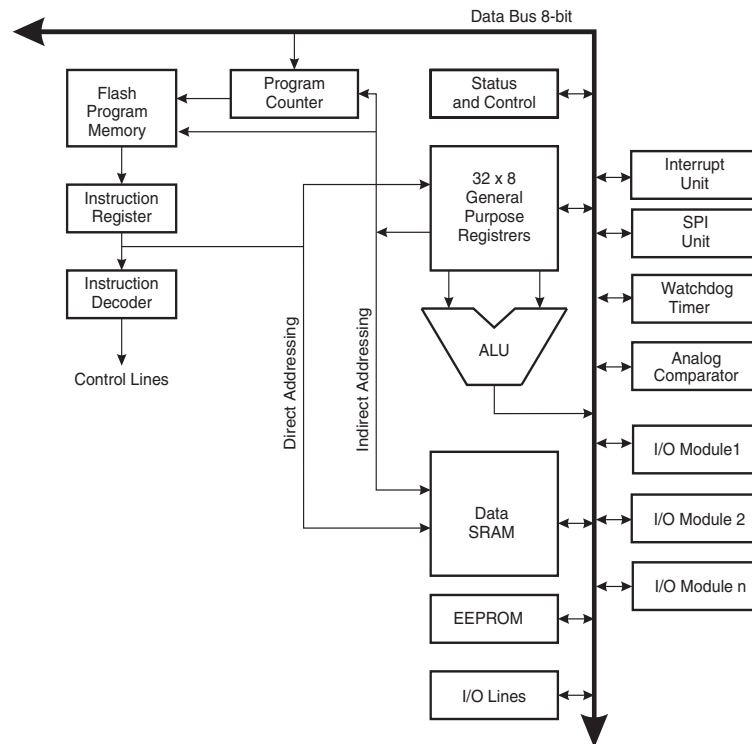 Data Bus 8-bit
Flash
Program
Memory
Program
Counter
Status
and Control
Instruction
Register
32 x 8
General
Purpose
Registrers
Interrupt
Unit
SPI
Unit
Instruction
Decoder
Watchdog
Timer
Control Lines
Direct Addressing
Indirect Addressing
ALU
Analog
Comparator
I/O Module1
Data
SRAM
I/O Module 2
I/O Module n
EEPROM
I/O Lines